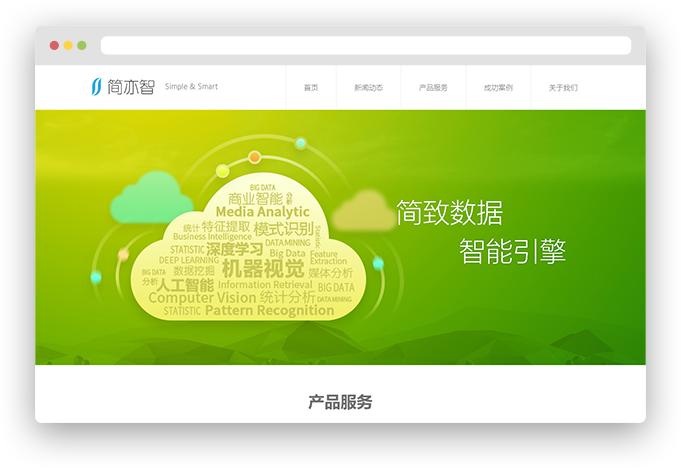 简亦智 Simple & Smart 首页 新闻动态 产品服务 成功案例 关于我们
简致数据
智能引擎
BIG DATA
商业智能 分析
Media Analytic
统计 特征提取 模式识别 Statistic
Business Intelligence DATAMINING
STATISTIC 深度学习 Big Data Feature Extraction
DEEP LEARNING
BIG DATA 数据挖掘 机器视觉 媒体分析
分析 人工智能 Information Retrieval BIG DATA
Computer Vision 统计分析 DATA MINING
STATISTIC Pattern Recognition
产品服务